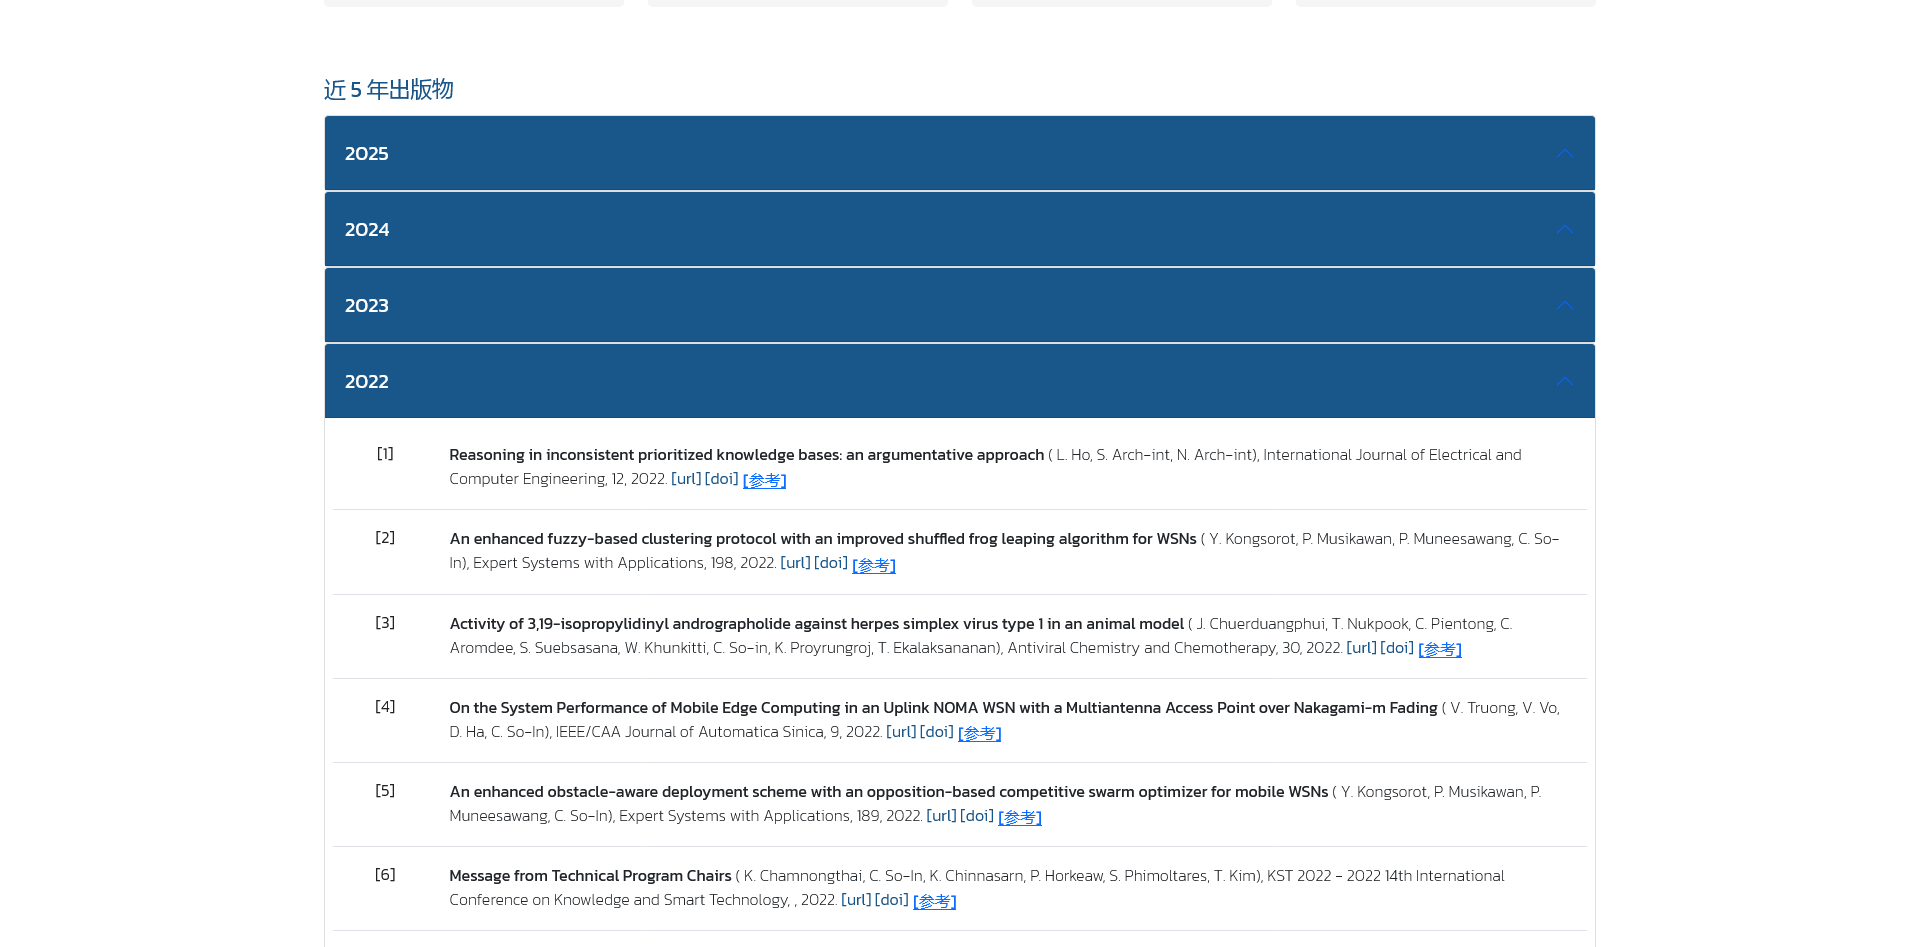 近 5 年出版物
2025
2024
2023
2022
[1] Reasoning in inconsistent prioritized knowledge bases: an argumentative approach ( L. Ho, S. Arch-int, N. Arch-int), International Journal of Electrical and
Computer Engineering, 12, 2022. [url] [doi] [参考]
[2] An enhanced fuzzy-based clustering protocol with an improved shuffled frog leaping algorithm for WSNs ( Y. Kongsorot, P. Musikawan, P. Muneesawang, C. So-
In), Expert Systems with Applications, 198, 2022. [url] [doi] [参考]
[3] Activity of 3,19-isopropylidinyl andrographolide against herpes simplex virus type 1 in an animal model ( J. Chuerduangphui, T. Nukpook, C. Pientong, C.
Aromdee, S. Suebsasana, W. Khunkitti, C. So-in, K. Proyrungroj, T. Ekalaksananan), Antiviral Chemistry and Chemotherapy, 30, 2022. [url] [doi] [参考]
[4] On the System Performance of Mobile Edge Computing in an Uplink NOMA WSN with a Multiantenna Access Point over Nakagami-m Fading ( V. Truong, V. Vo,
D. Ha, C. So-In), IEEE/CAA Journal of Automatica Sinica, 9, 2022. [url] [doi] [参考]
[5] An enhanced obstacle-aware deployment scheme with an opposition-based competitive swarm optimizer for mobile WSNs ( Y. Kongsorot, P. Musikawan, P.
Muneesawang, C. So-In), Expert Systems with Applications, 189, 2022. [url] [doi] [参考]
[6] Message from Technical Program Chairs ( K. Chamnongthai, C. So-In, K. Chinnasarn, P. Horkeaw, S. Phimoltares, T. Kim), KST 2022 - 2022 14th International
Conference on Knowledge and Smart Technology, , 2022. [url] [doi] [参考]